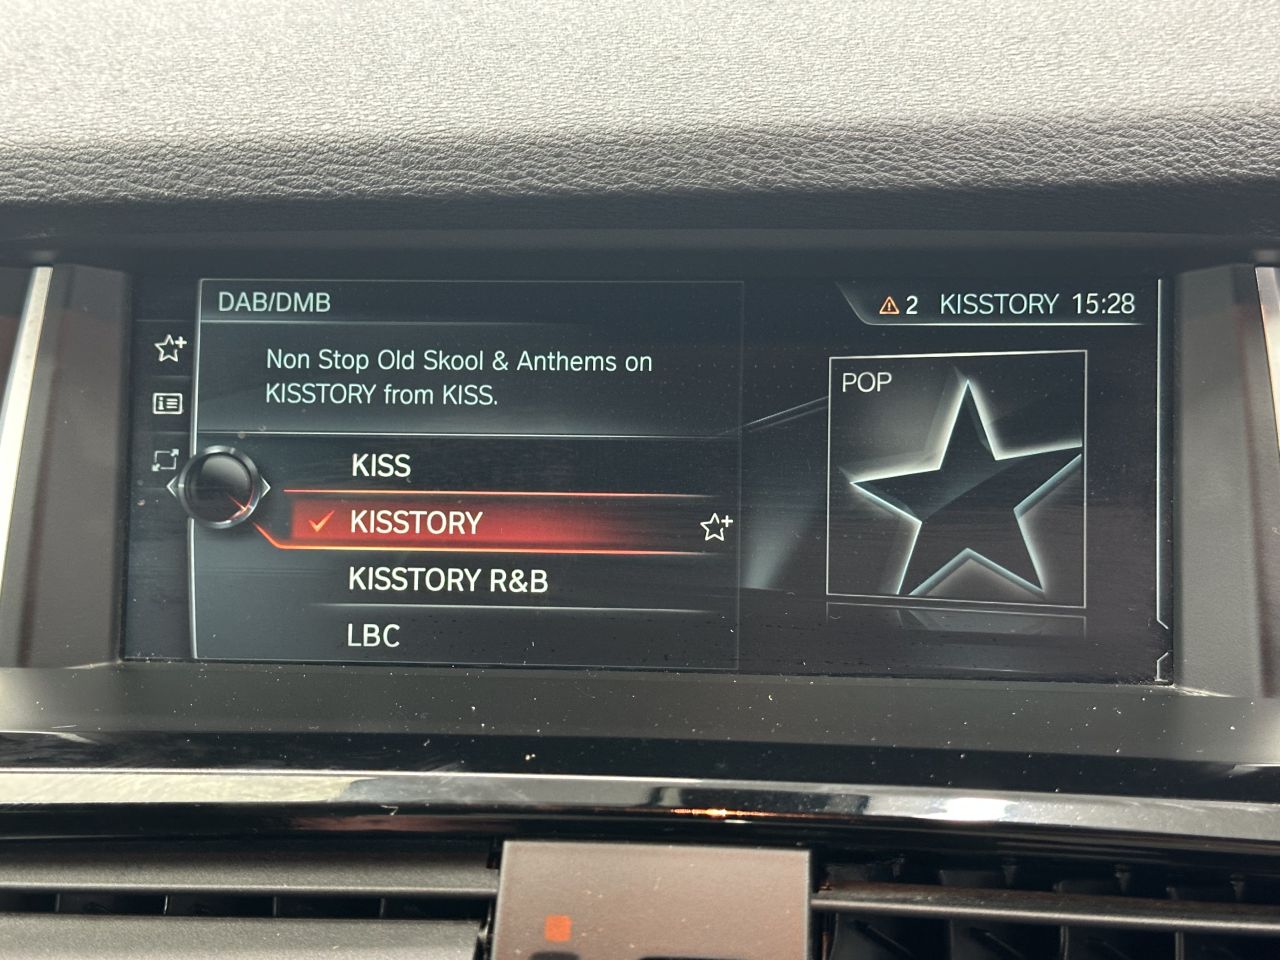 DAB/DMB
2 KISSTORY 15:28
Non Stop Old Skool & Anthems on
KISSTORY from KISS.
POP
KISS
KISSTORY
KISSTORY R&B
LBC